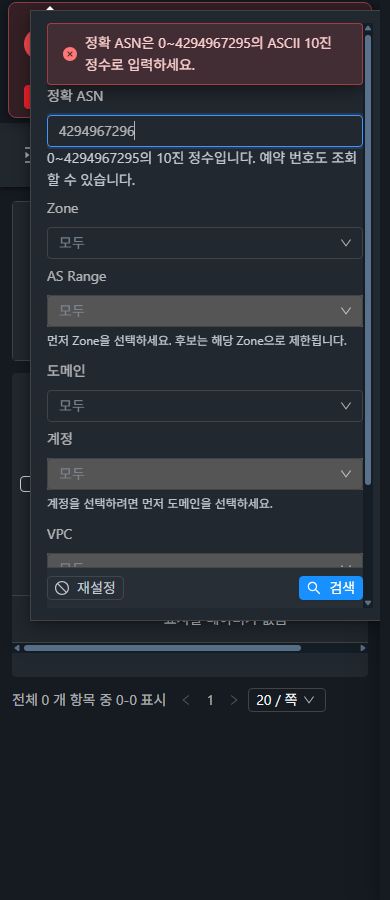 정확 ASN은 0~4294967295의 ASCII 10진
정수로 입력하세요.
정확 ASN
4294967296
0~4294967295의 10진 정수입니다. 예약 번호도 조회
할 수 있습니다.
Zone
모두
AS Range
모두
먼저 Zone을 선택하세요. 후보는 해당 Zone으로 제한됩니다.
도메인
모두
계정
모두
계정을 선택하려면 먼저 도메인을 선택하세요.
VPC
모두
재설정
검색
전체 0 개 항목 중 0-0 표시
1
20 / 쪽